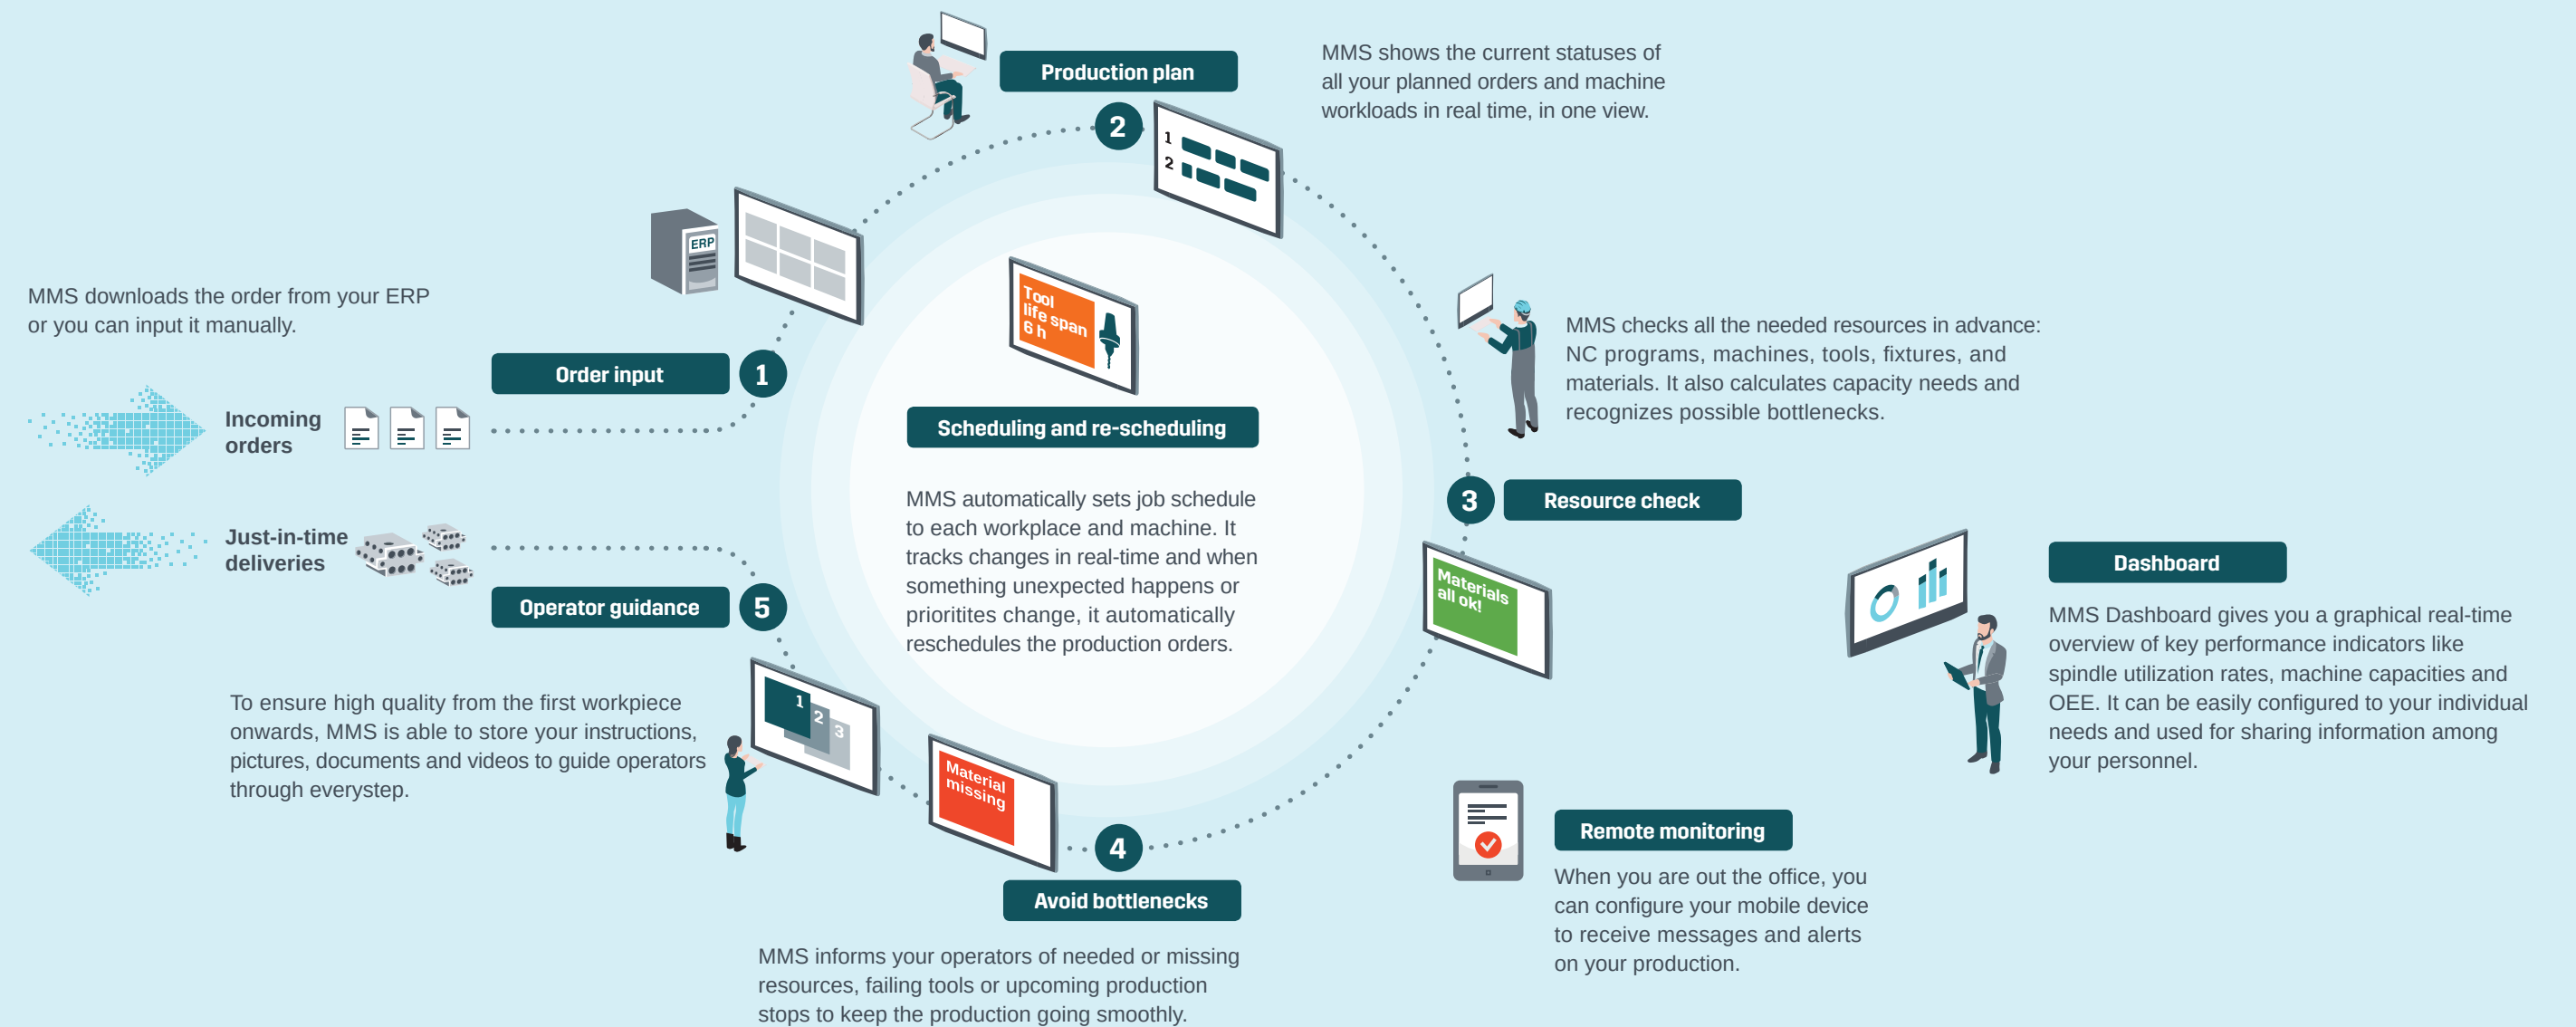 Production plan
2
MMS shows the current statuses of
all your planned orders and machine
workloads in real time, in one view.
1
2
ERP
MMS downloads the order from your ERP
or you can input it manually.
Order input
1
Incoming
orders
Tool
life span
6 h
Scheduling and re-scheduling
MMS automatically sets job schedule
to each workplace and machine. It
tracks changes in real-time and when
something unexpected happens or
prioritites change, it automatically
reschedules the production orders.
MMS checks all the needed resources in advance:
NC programs, machines, tools, fixtures, and
materials. It also calculates capacity needs and
recognizes possible bottlenecks.
3
Resource check
Materials
all ok!
Just-in-time
deliveries
Operator guidance
5
To ensure high quality from the first workpiece
onwards, MMS is able to store your instructions,
pictures, documents and videos to guide operators
through everystep.
1
2
3
Material
missing
4
Avoid bottlenecks
MMS informs your operators of needed or missing
resources, failing tools or upcoming production
stops to keep the production going smoothly.
Dashboard
MMS Dashboard gives you a graphical real-time
overview of key performance indicators like
spindle utilization rates, machine capacities and
OEE. It can be easily configured to your individual
needs and used for sharing information among
your personnel.
Remote monitoring
When you are out the office, you
can configure your mobile device
to receive messages and alerts
on your production.